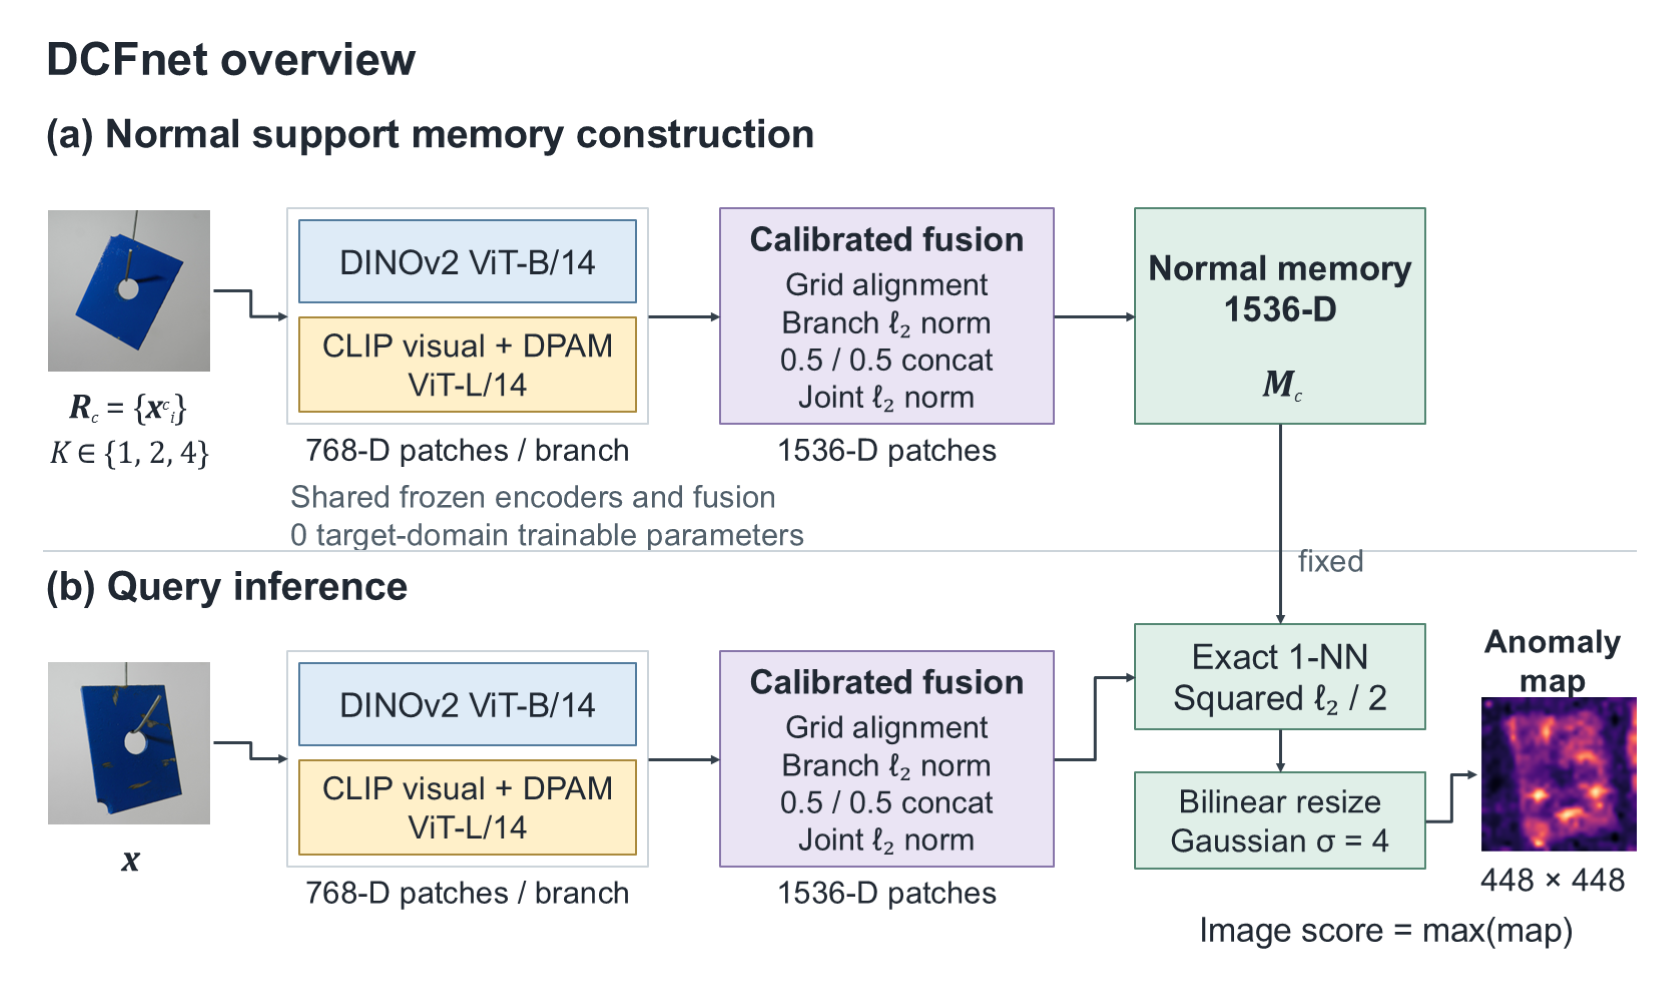 DCFnet overview
(a) Normal support memory construction
DINOv2 ViT-B/14
CLIP visual + DPAM
ViT-L/14
Calibrated fusion
Grid alignment
Branch ℓ₂ norm
0.5 / 0.5 concat
Joint ℓ₂ norm
Normal memory
1536-D
M_c
R_c = {x^c_i}
K ∈ {1, 2, 4}
768-D patches / branch
1536-D patches
Shared frozen encoders and fusion
0 target-domain trainable parameters
fixed
(b) Query inference
DINOv2 ViT-B/14
CLIP visual + DPAM
ViT-L/14
Calibrated fusion
Grid alignment
Branch ℓ₂ norm
0.5 / 0.5 concat
Joint ℓ₂ norm
Exact 1-NN
Squared ℓ₂ / 2
Bilinear resize
Gaussian σ = 4
Anomaly
map
448 × 448
x
768-D patches / branch
1536-D patches
Image score = max(map)